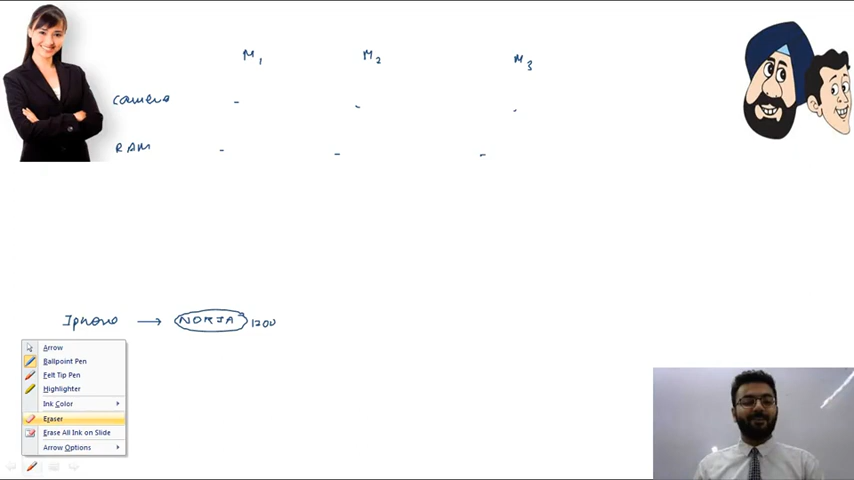 M1 M2 M3
Camera - - -
RAM - - -
Iphone → NOKIA 1200
Arrow
Ballpoint Pen
Felt Tip Pen
Highlighter
Ink Color
Eraser
Erase All Ink on Slide
Arrow Options